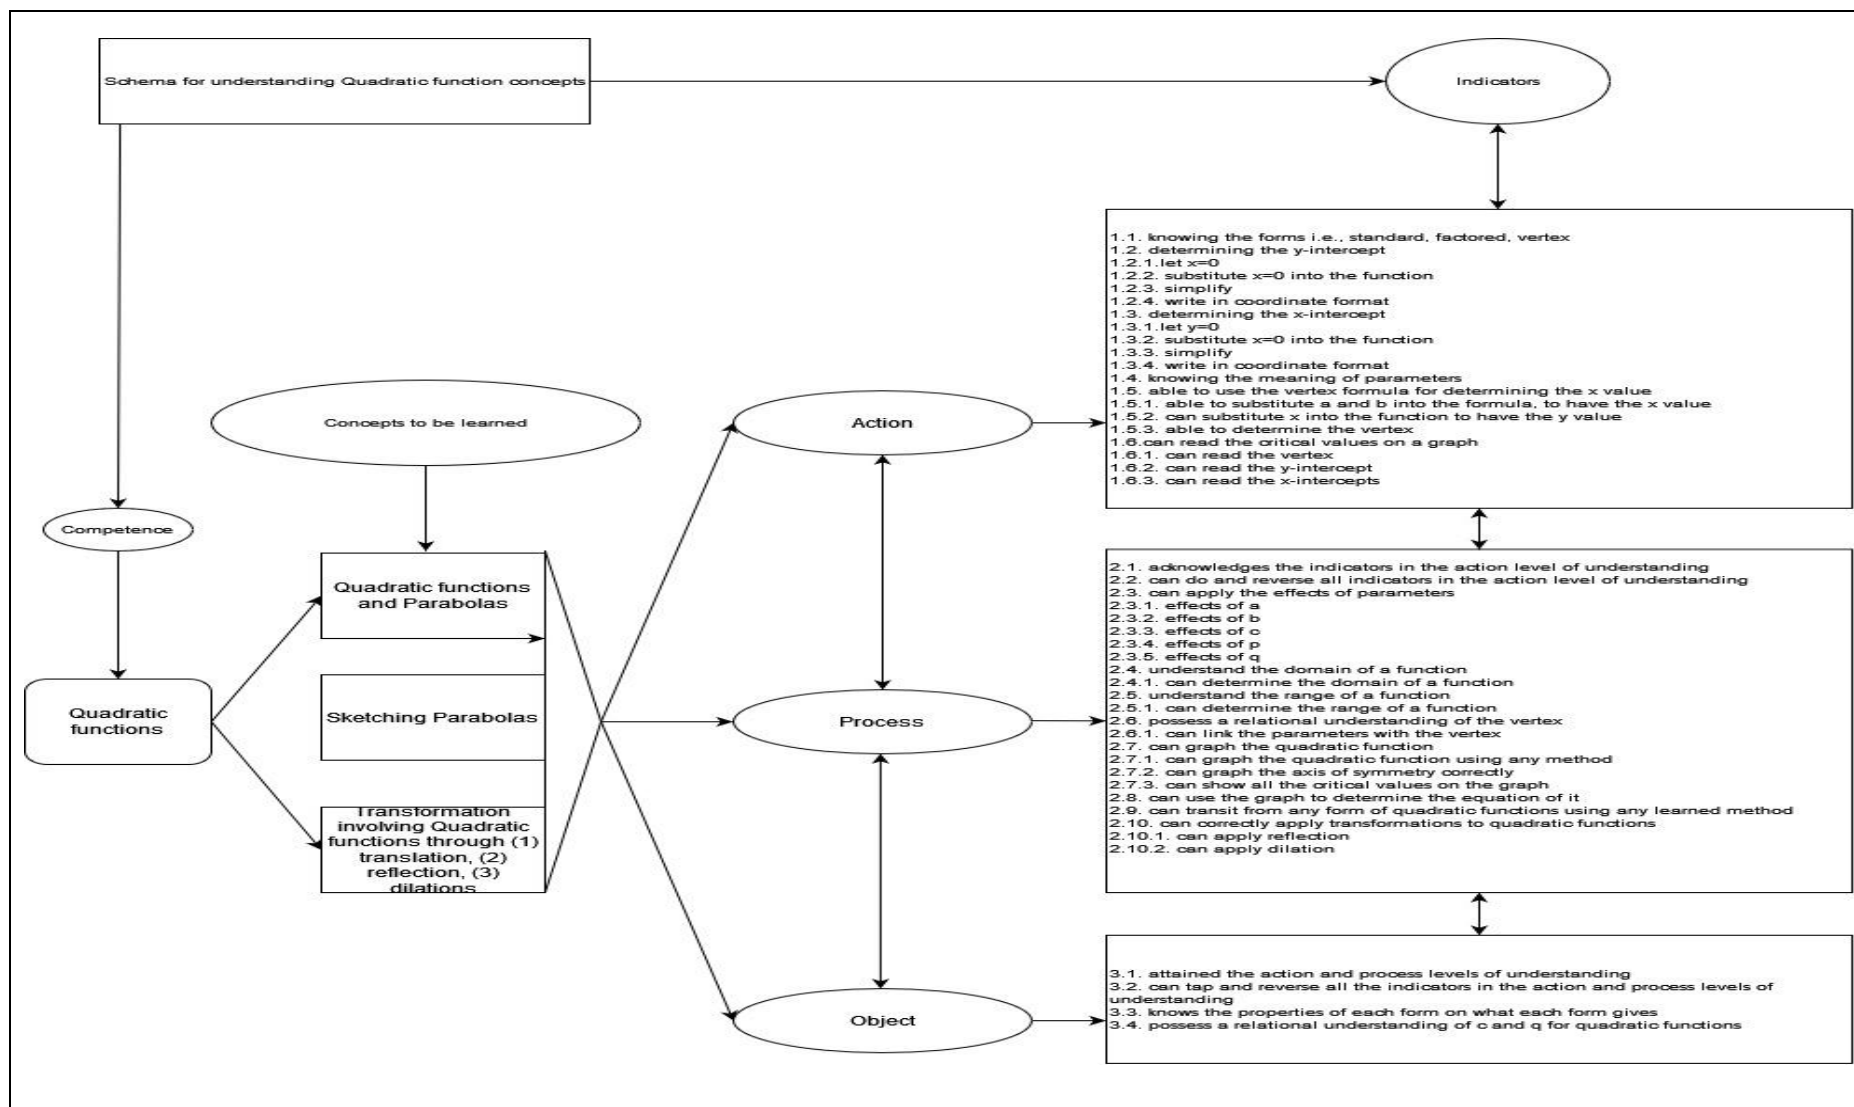 Schema for understanding Quadratic function concepts
Indicators
1.1. knowing the forms i.e., standard, factored, vertex
1.2. determining the y-intercept
1.2.1.let x=0
1.2.2. substitute x=0 into the function
1.2.3. simplify
1.2.4. write in coordinate format
1.3. determining the x-intercept
1.3.1.let y=0
1.3.2. substitute x=0 into the function
1.3.3. simplify
1.3.4. write in coordinate format
1.4. knowing the meaning of parameters
1.5. able to use the vertex formula for determining the x value
1.5.1. able to substitute a and b into the formula, to have the x value
1.5.2. can substitute x into the function to have the y value
1.5.3. able to determine the vertex
1.6.can read the critical values on a graph
1.6.1. can read the vertex
1.6.2. can read the y-intercept
1.6.3. can read the x-intercepts
Concepts to be learned
Action
Competence
Quadratic functions
and Parabolas
Sketching Parabolas
Transformation
involving Quadratic
functions through (1)
translation, (2)
reflection, (3)
dilations
Quadratic
functions
Process
2.1. acknowledges the indicators in the action level of understanding
2.2. can do and reverse all indicators in the action level of understanding
2.3. can apply the effects of parameters
2.3.1. effects of a
2.3.2. effects of b
2.3.3. effects of c
2.3.4. effects of p
2.3.5. effects of q
2.4. understand the domain of a function
2.4.1. can determine the domain of a function
2.5. understand the range of a function
2.5.1. can determine the range of a function
2.6. possess a relational understanding of the vertex
2.6.1. can link the parameters with the vertex
2.7. can graph the quadratic function
2.7.1. can graph the quadratic function using any method
2.7.2. can graph the axis of symmetry correctly
2.7.3. can show all the critical values on the graph
2.8. can use the graph to determine the equation of it
2.9. can transit from any form of quadratic functions using any learned method
2.10. can correctly apply transformations to quadratic functions
2.10.1. can apply reflection
2.10.2. can apply dilation
Object
3.1. attained the action and process levels of understanding
3.2. can tap and reverse all the indicators in the action and process levels of
understanding
3.3. knows the properties of each form on what each form gives
3.4. possess a relational understanding of c and q for quadratic functions